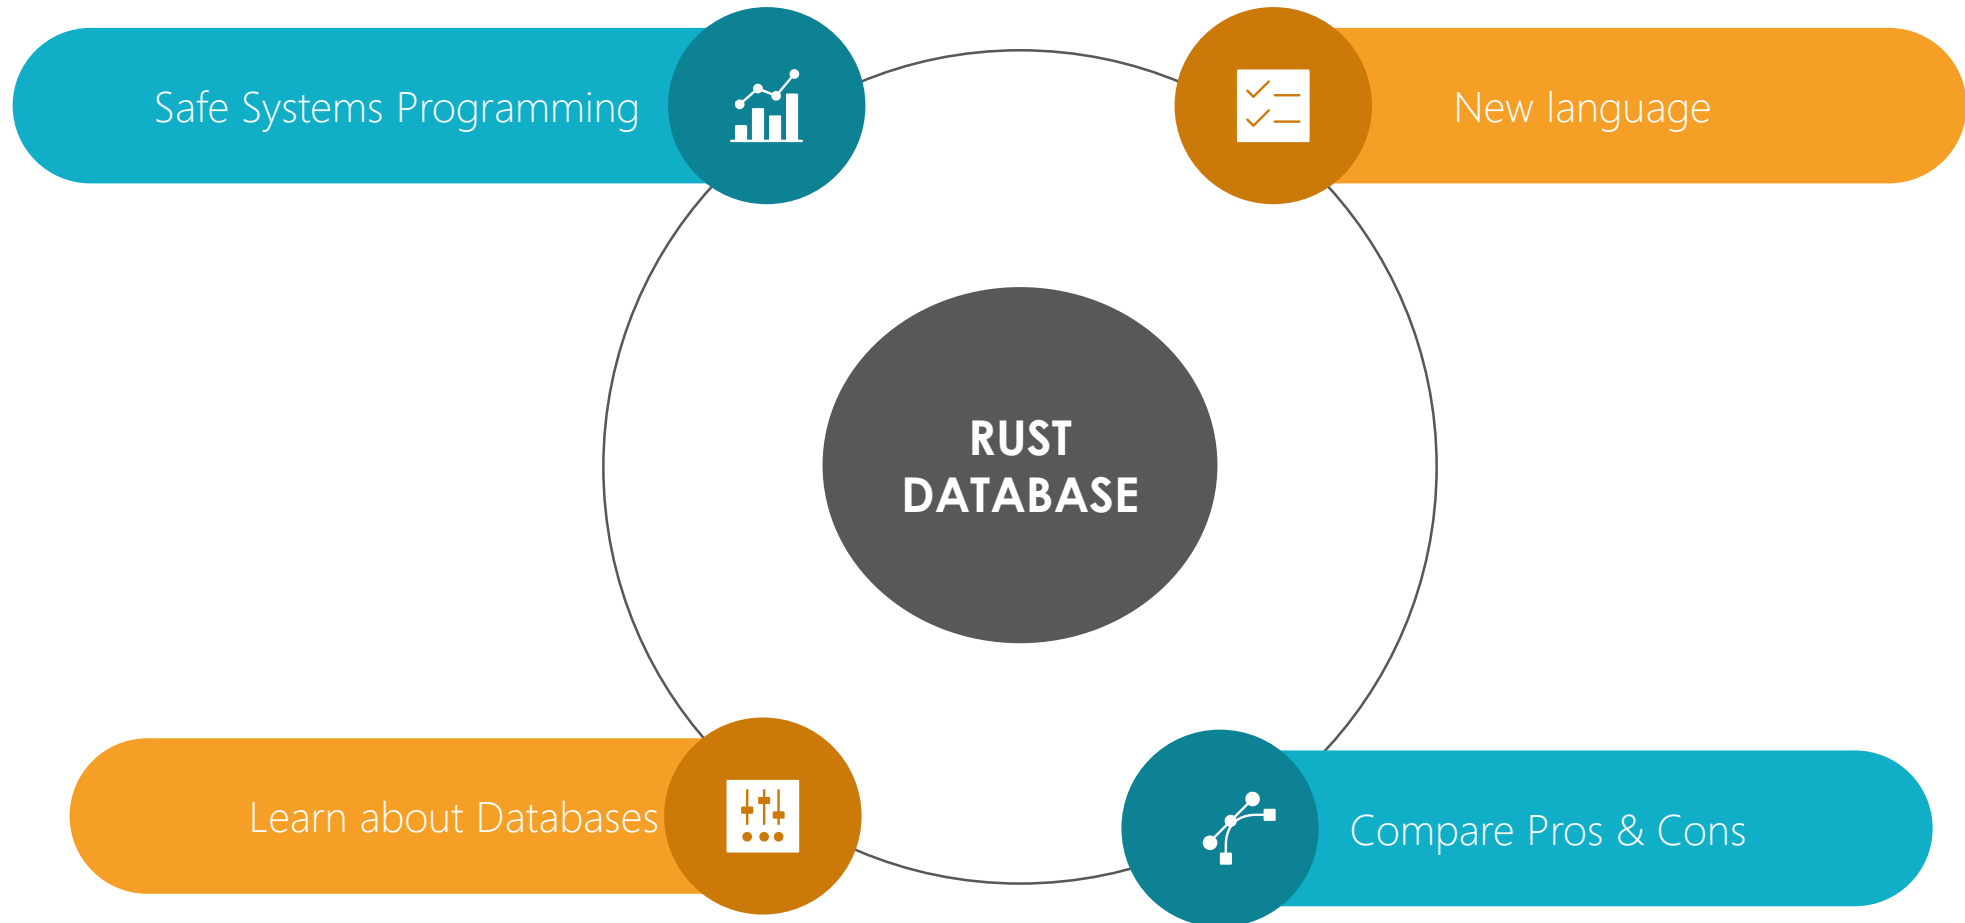 Safe Systems Programming
New language
RUST
DATABASE
Learn about Databases
Compare Pros & Cons